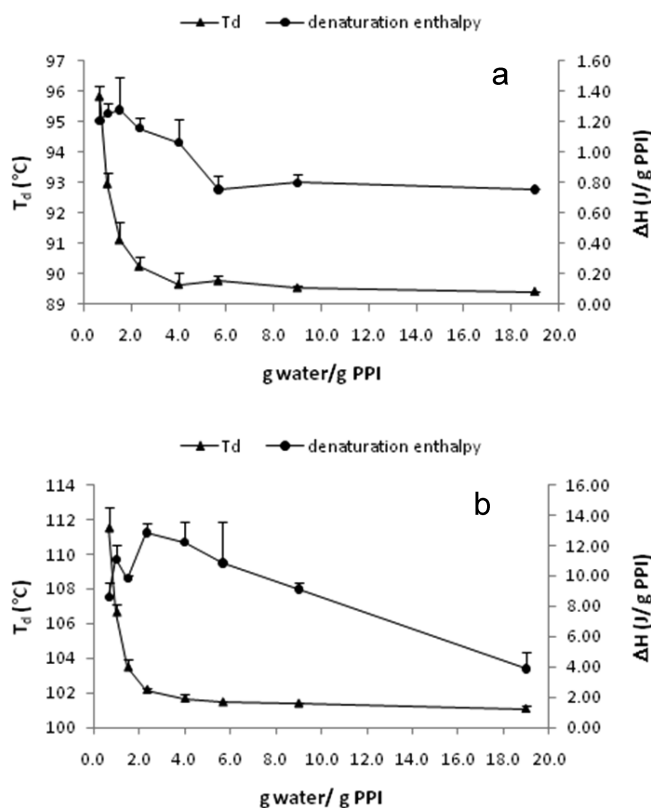 Td denaturation enthalpy
a
97
96
95
94
93
92
91
90
89
Td (°C)
1.60
1.40
1.20
1.00
0.80
0.60
0.40
0.20
0.00
ΔH (J/ g PPI)
0.0 2.0 4.0 6.0 8.0 10.0 12.0 14.0 16.0 18.0 20.0
g water/g PPI
Td denaturation enthalpy
b
114
112
110
108
106
104
102
100
Td (°C)
16.00
14.00
12.00
10.00
8.00
6.00
4.00
2.00
0.00
ΔH (J/ g PPI)
0.0 2.0 4.0 6.0 8.0 10.0 12.0 14.0 16.0 18.0 20.0
g water/ g PPI